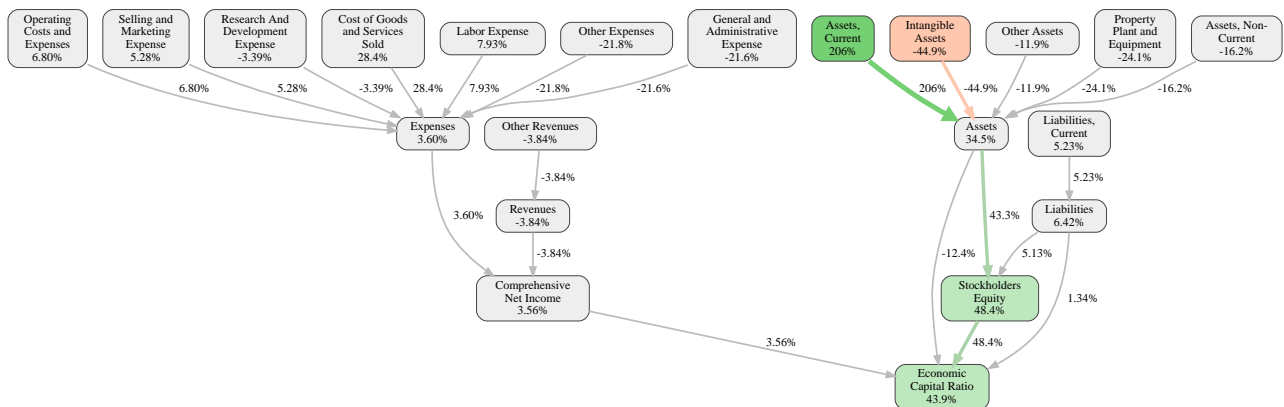 Operating
Costs and
Expenses
6.80%
Selling and
Marketing
Expense
5.28%
Research And
Development
Expense
-3.39%
Cost of Goods
and Services
Sold
28.4%
Labor Expense
7.93%
Other Expenses
-21.8%
General and
Administrative
Expense
-21.6%
Assets,
Current
206%
Intangible
Assets
-44.9%
Other Assets
-11.9%
Property
Plant and
Equipment
-24.1%
Assets, Non-
Current
-16.2%
6.80%
5.28%
-3.39%
28.4%
7.93%
-21.8%
-21.6%
206%
-44.9%
-11.9%
-24.1%
-16.2%
Expenses
3.60%
Other Revenues
-3.84%
Assets
34.5%
Liabilities,
Current
5.23%
-3.84%
5.23%
Revenues
-3.84%
Liabilities
6.42%
3.60%
43.3%
-3.84%
-12.4%
5.13%
Comprehensive
Net Income
3.56%
Stockholders
Equity
48.4%
1.34%
3.56%
48.4%
Economic
Capital Ratio
43.9%